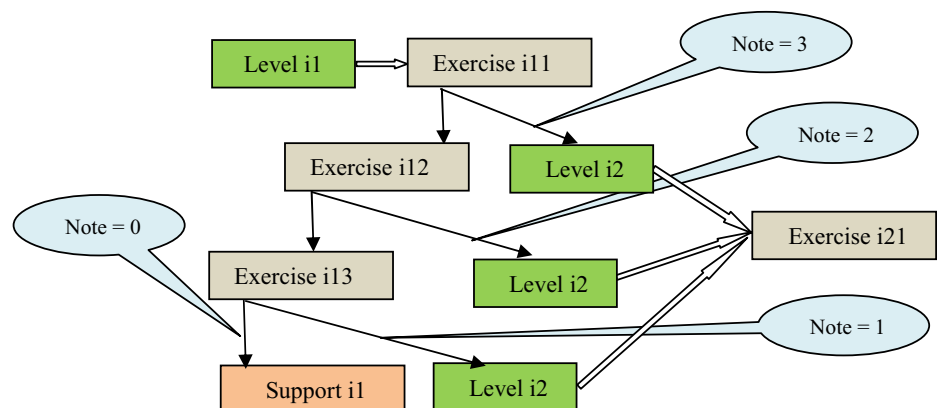 Note = 3
Level i1
Exercise i11
Note = 2
Exercise i12
Level i2
Note = 0
Exercise i21
Exercise i13
Level i2
Note = 1
Support i1
Level i2